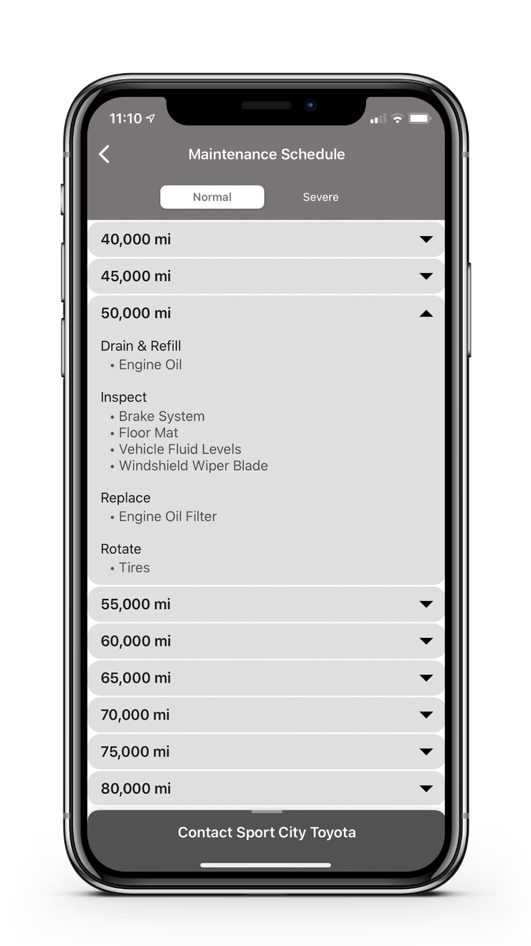 11:10
Maintenance Schedule
Normal
Severe
40,000 mi
45,000 mi
50,000 mi
Drain & Refill
• Engine Oil
Inspect
• Brake System
• Floor Mat
• Vehicle Fluid Levels
• Windshield Wiper Blade
Replace
• Engine Oil Filter
Rotate
• Tires
55,000 mi
60,000 mi
65,000 mi
70,000 mi
75,000 mi
80,000 mi
Contact Sport City Toyota